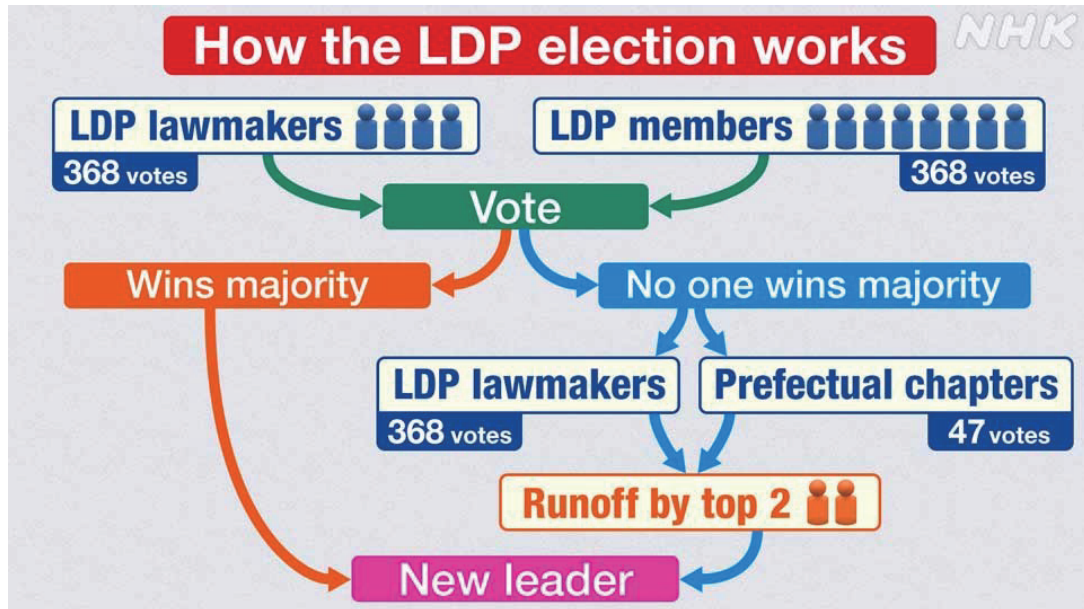 How the LDP election works
NHK
LDP lawmakers
368 votes
LDP members
368 votes
Vote
Wins majority
No one wins majority
LDP lawmakers
368 votes
Prefectual chapters
47 votes
Runoff by top 2
New leader